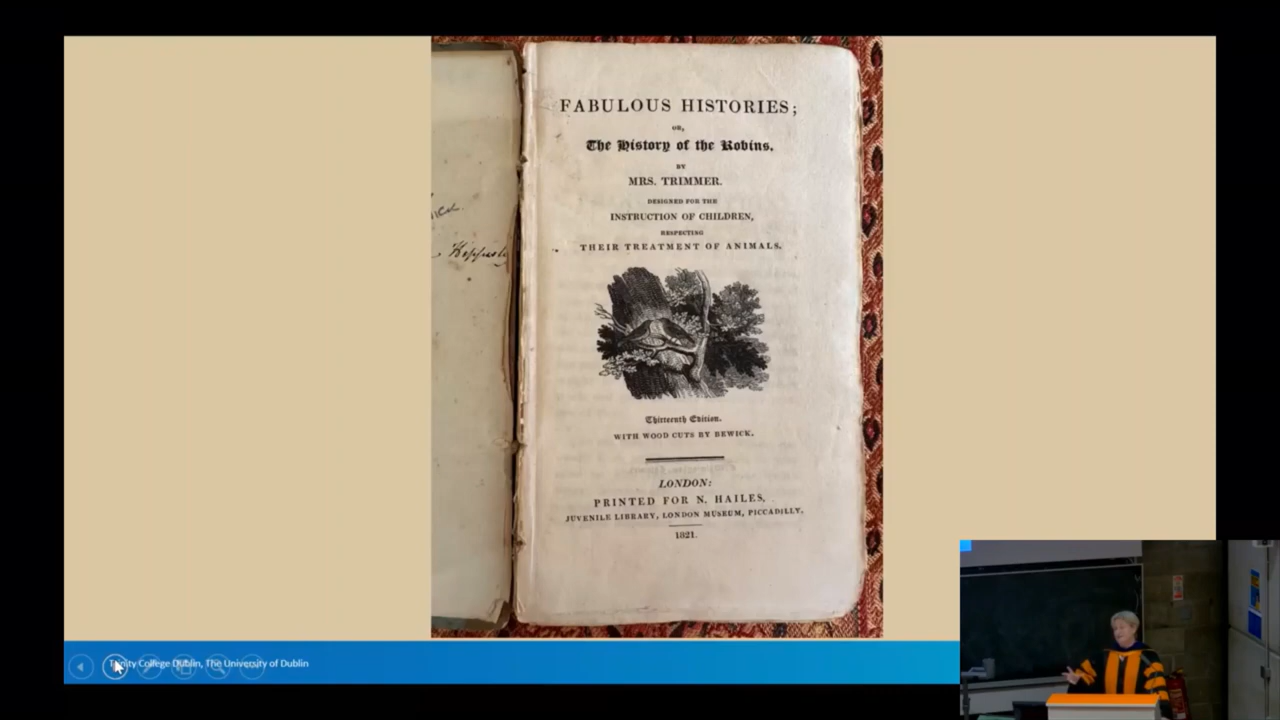 FABULOUS HISTORIES;
OR,
The History of the Robins.
BY
MRS. TRIMMER.
DESIGNED FOR THE
INSTRUCTION OF CHILDREN,
RESPECTING
THEIR TREATMENT OF ANIMALS.
Thirteenth Edition.
WITH WOOD CUTS BY BEWICK.
LONDON:
PRINTED FOR N. HAILES,
JUVENILE LIBRARY, LONDON MUSEUM, PICCADILLY.
1821.
Trinity College Dublin, The University of Dublin